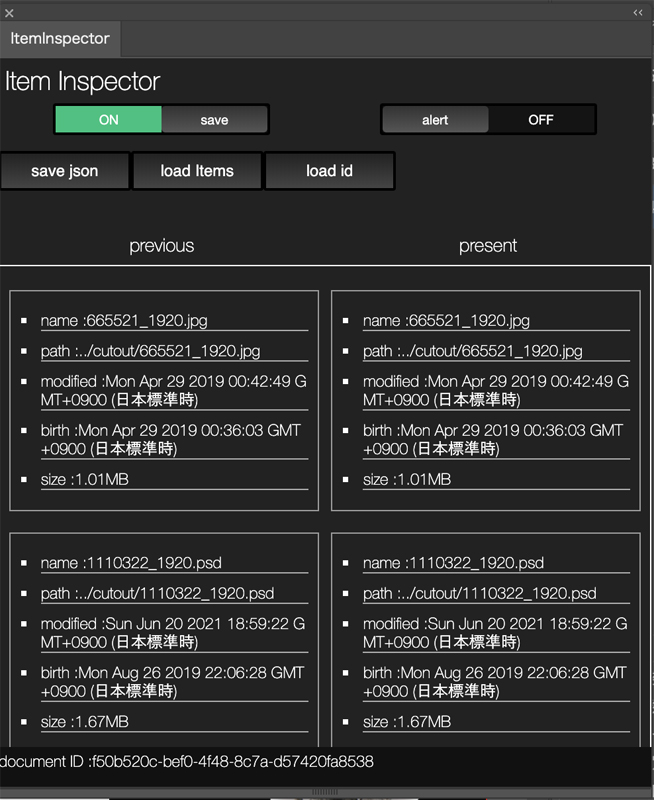 ItemInspector
Item Inspector
ON save
alert OFF
save json load Items load id
previous present
name :665521_1920.jpg
path :../cutout/665521_1920.jpg
modified :Mon Apr 29 2019 00:42:49 G
MT+0900 (日本標準時)
birth :Mon Apr 29 2019 00:36:03 GMT
+0900 (日本標準時)
size :1.01MB
name :665521_1920.jpg
path :../cutout/665521_1920.jpg
modified :Mon Apr 29 2019 00:42:49 G
MT+0900 (日本標準時)
birth :Mon Apr 29 2019 00:36:03 GMT
+0900 (日本標準時)
size :1.01MB
name :1110322_1920.psd
path :../cutout/1110322_1920.psd
modified :Sun Jun 20 2021 18:59:22 G
MT+0900 (日本標準時)
birth :Mon Aug 26 2019 22:06:28 GMT
+0900 (日本標準時)
size :1.67MB
name :1110322_1920.psd
path :../cutout/1110322_1920.psd
modified :Sun Jun 20 2021 18:59:22 G
MT+0900 (日本標準時)
birth :Mon Aug 26 2019 22:06:28 GMT
+0900 (日本標準時)
size :1.67MB
document ID :f50b520c-bef0-4f48-8c7a-d57420fa8538